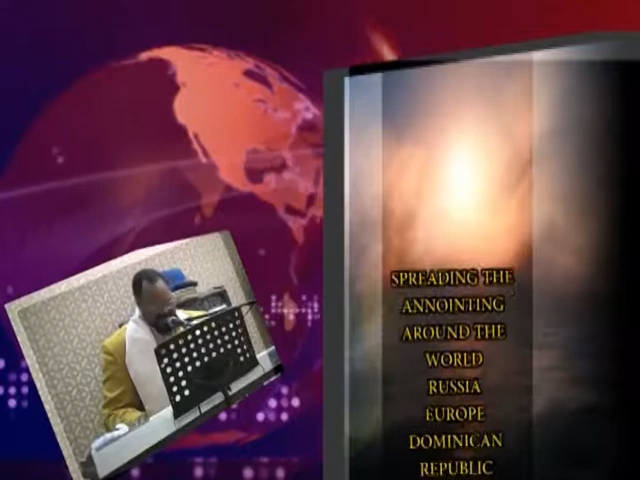 SPREADING THE
ANNOINTING
AROUND THE
WORLD
RUSSIA
EUROPE
DOMINICAN
REPUBLIC